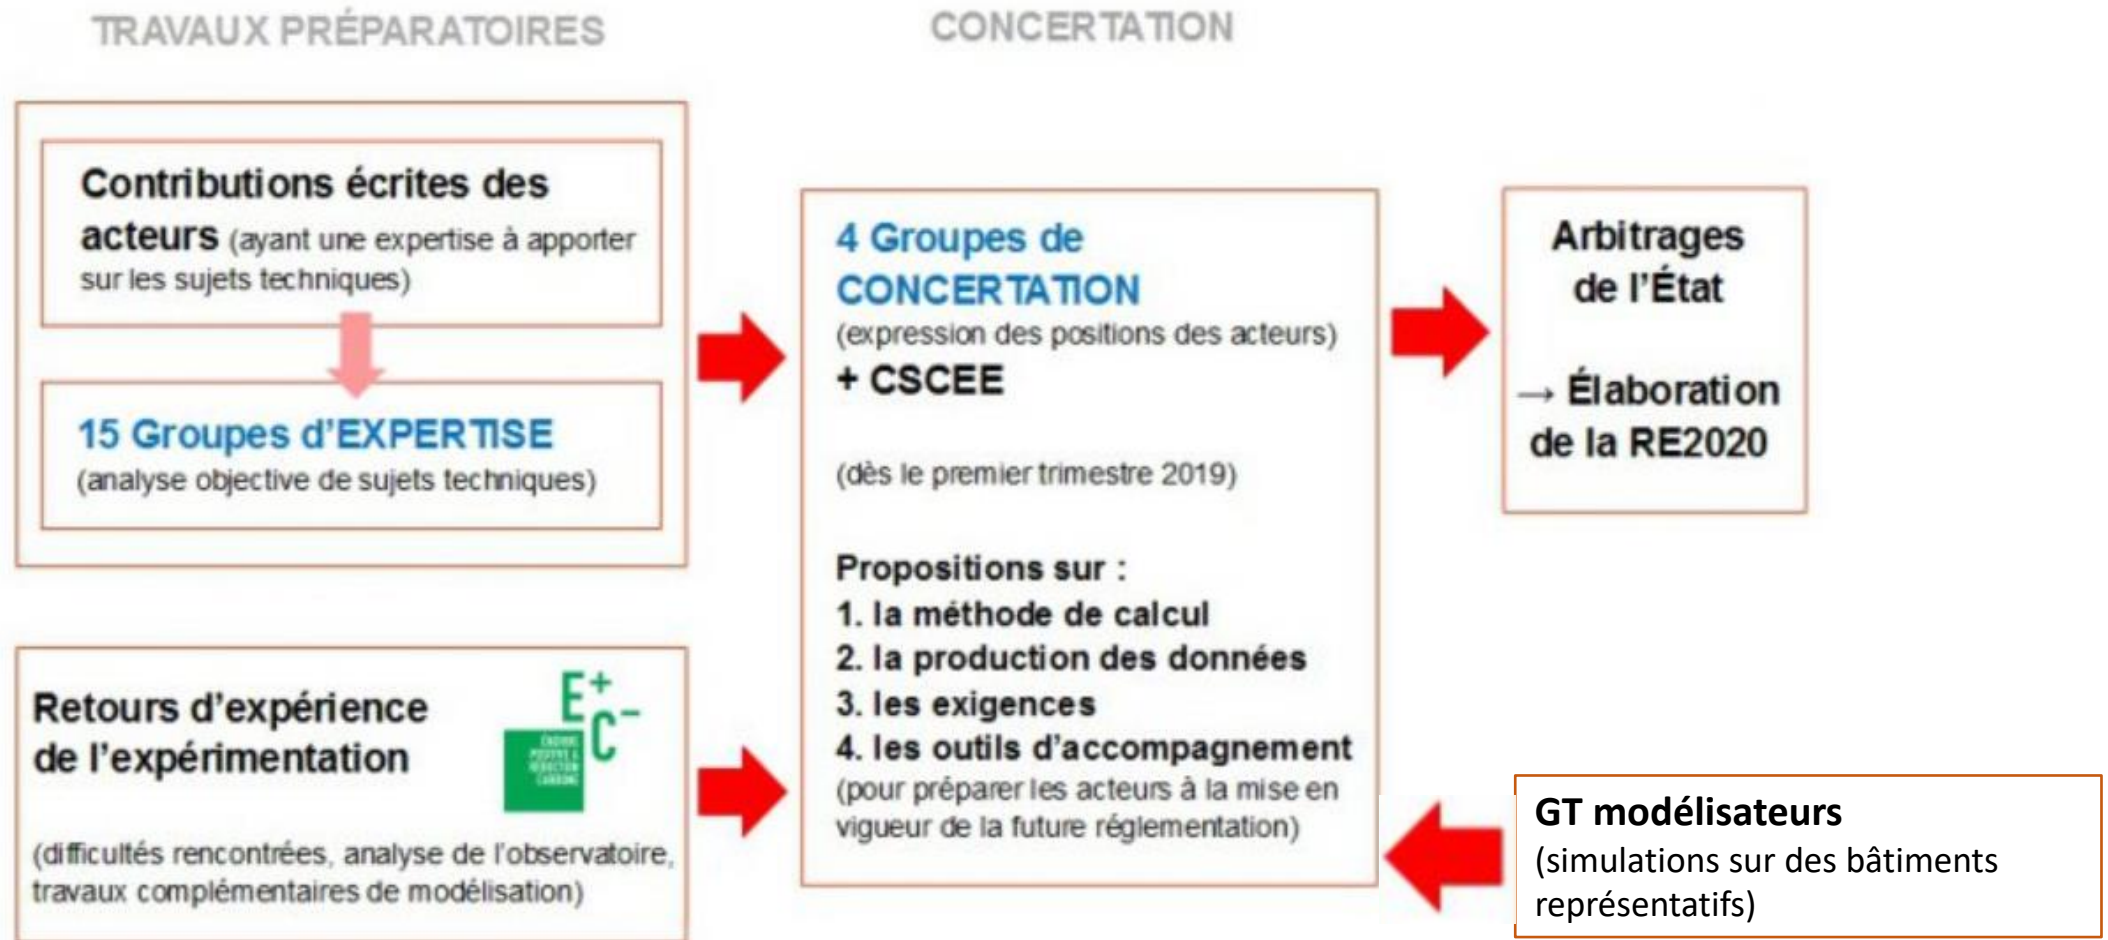 TRAVAUX PRÉPARATOIRES
CONCERTATION
Contributions écrites des
acteurs (ayant une expertise à apporter
sur les sujets techniques)
15 Groupes d'EXPERTISE
(analyse objective de sujets techniques)
Retours d'expérience
de l'expérimentation
E+
C−
ÉNERGIE
POSITIVE &
RÉDUCTION
CARBONE
(difficultés rencontrées, analyse de l'observatoire,
travaux complémentaires de modélisation)
4 Groupes de
CONCERTATION
(expression des positions des acteurs)
+ CSCEE
(dès le premier trimestre 2019)
Propositions sur :
1. la méthode de calcul
2. la production des données
3. les exigences
4. les outils d'accompagnement
(pour préparer les acteurs à la mise en
vigueur de la future réglementation)
Arbitrages
de l'État
→ Élaboration
de la RE2020
GT modélisateurs
(simulations sur des bâtiments
représentatifs)